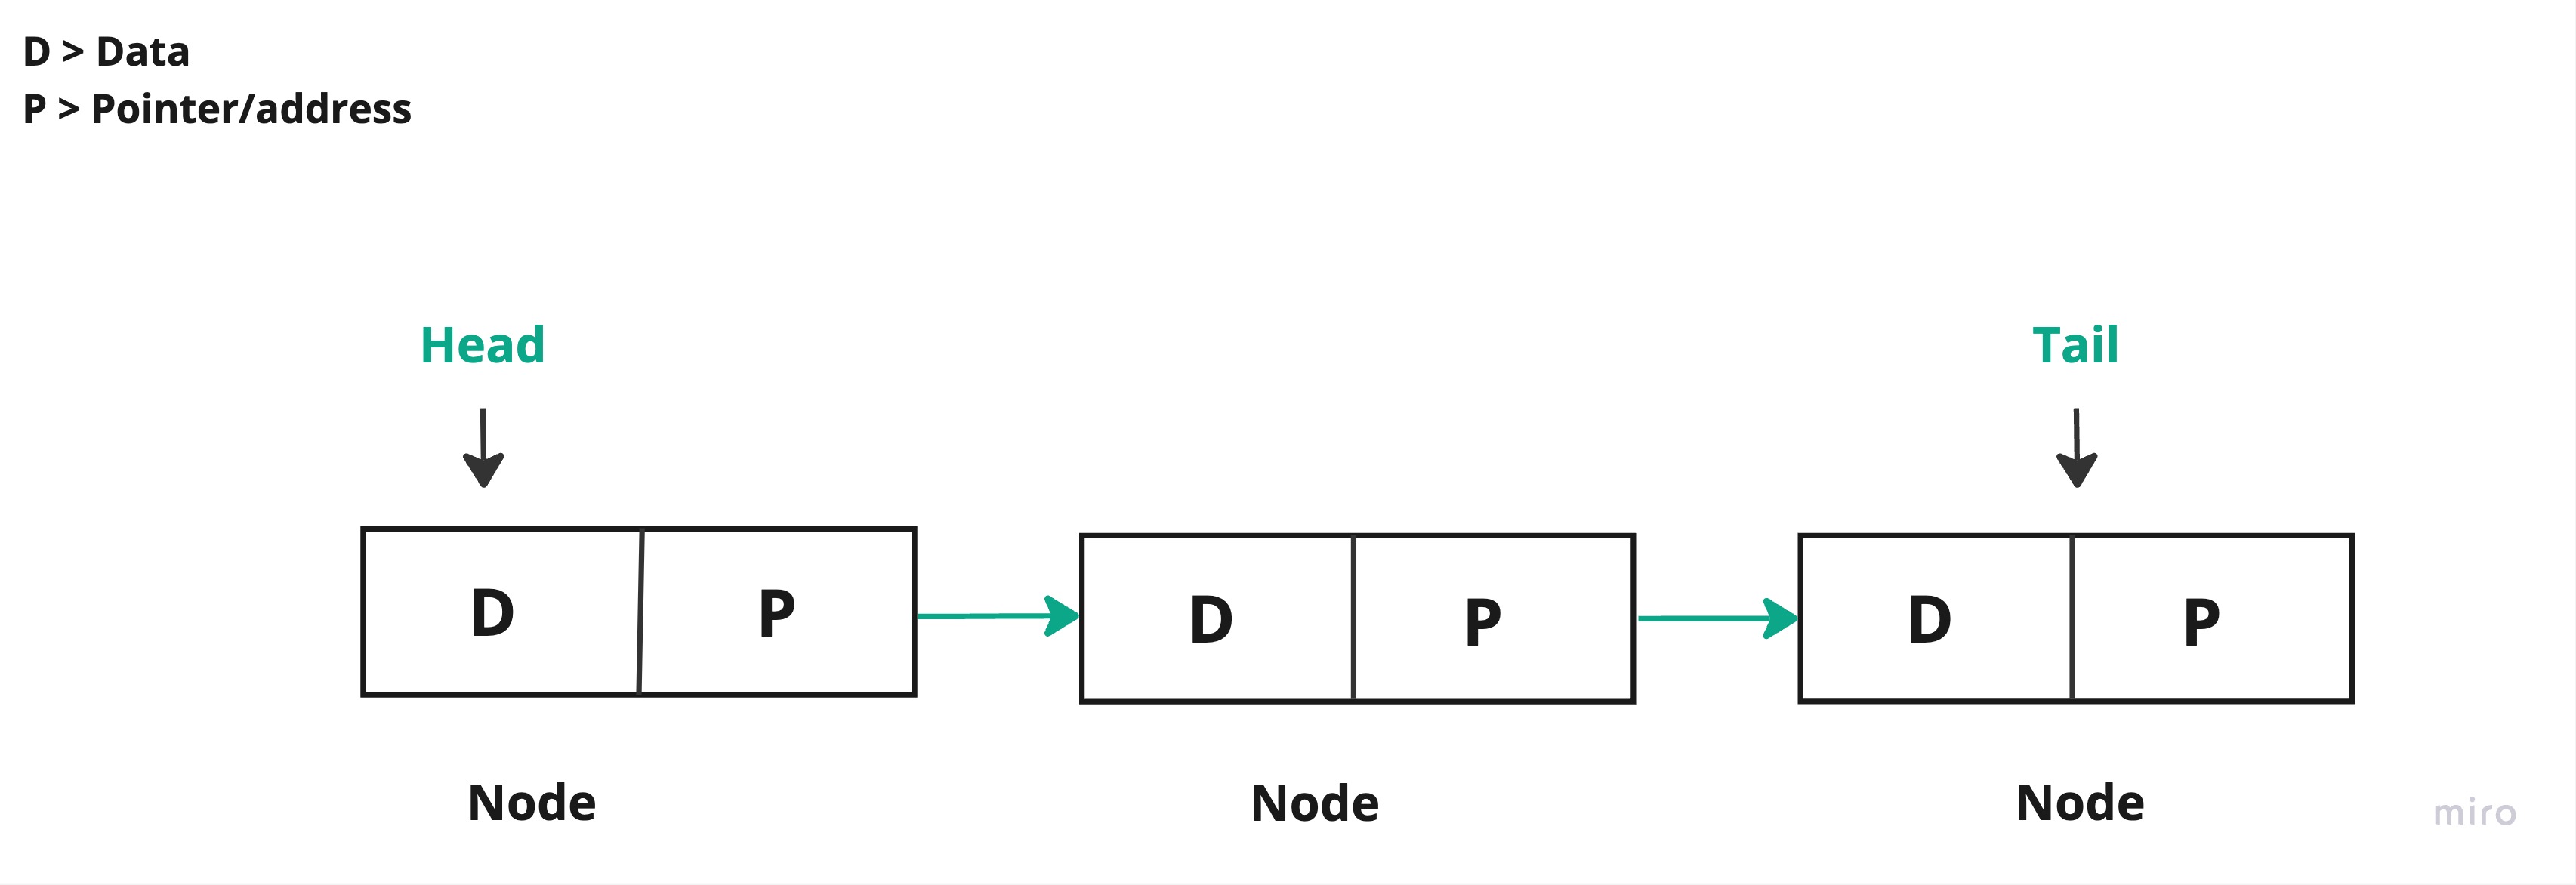 D > Data
P > Pointer/address
Head
Tail
D
P
D
P
D
P
Node
Node
Node
miro